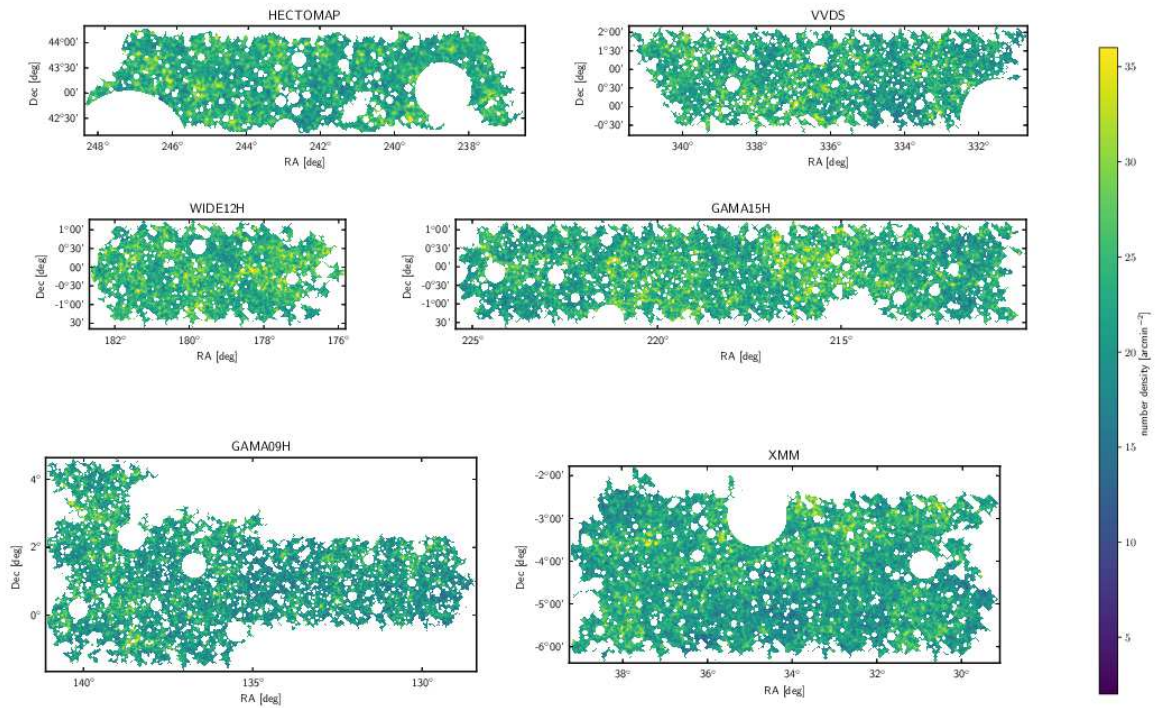 HECTOMAP
44°00'
43°30'
00'
42°30'
Dec [deg]
248° 246° 244° 242° 240° 238°
RA [deg]
VVDS
2°00'
1°30'
00'
0°30'
00'
-0°30'
Dec [deg]
340° 338° 336° 334° 332°
RA [deg]
WIDE12H
1°00'
0°30'
00'
-0°30'
-1°00'
30'
Dec [deg]
182° 180° 178° 176°
RA [deg]
GAMA15H
1°00'
0°30'
00'
-0°30'
-1°00'
30'
Dec [deg]
225° 220° 215°
RA [deg]
GAMA09H
4°
2°
0°
Dec [deg]
140° 135° 130°
RA [deg]
XMM
-2°00'
-3°00'
-4°00'
-5°00'
-6°00'
Dec [deg]
38° 36° 34° 32° 30°
RA [deg]
35
30
25
20
15
10
5
number density [arcmin⁻²]